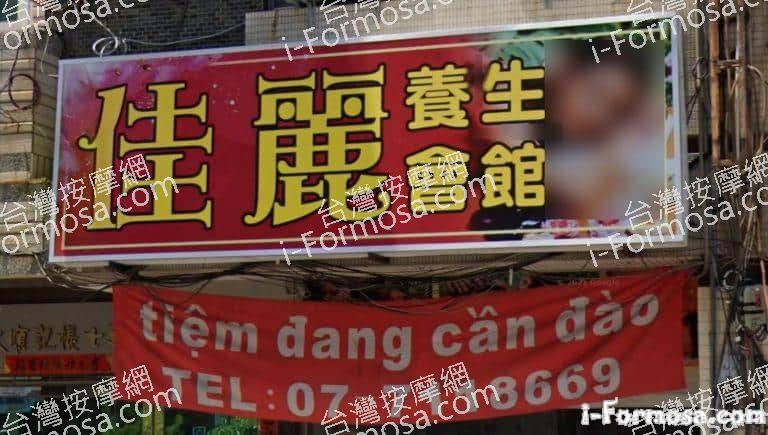 佳麗
養生
會館
tiệm đang cần đào
TEL:07
8669
台灣按摩網
i-Formosa.com